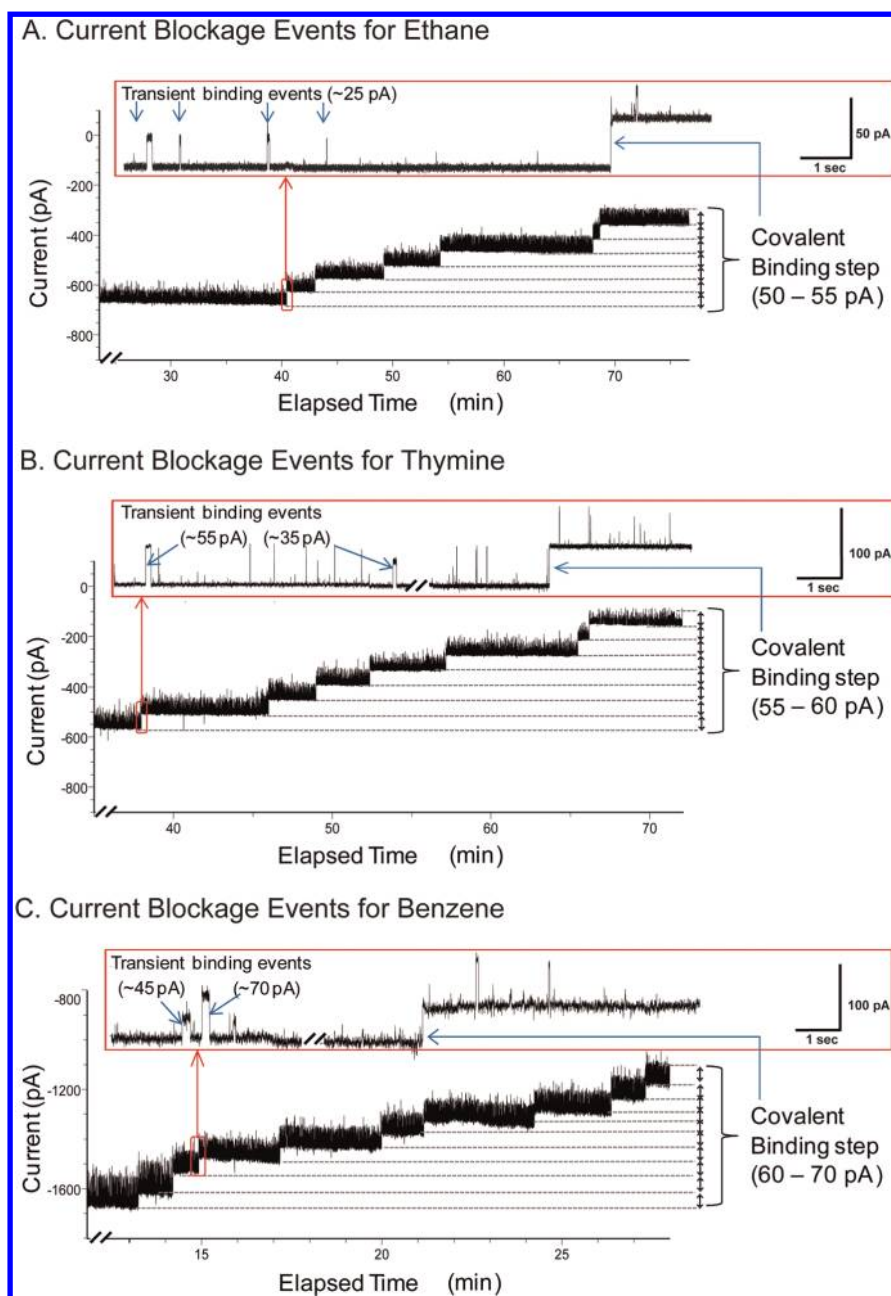 A. Current Blockage Events for Ethane
Transient binding events (~25 pA)
50 pA
1 sec
0
-200
-400
-600
-800
Current (pA)
Covalent
Binding step
(50 – 55 pA)
30 40 50 60 70
Elapsed Time (min)
B. Current Blockage Events for Thymine
Transient binding events
(~55 pA) (~35 pA)
100 pA
1 sec
0
-200
-400
-600
-800
Current (pA)
Covalent
Binding step
(55 – 60 pA)
40 50 60 70
Elapsed Time (min)
C. Current Blockage Events for Benzene
Transient binding events
(~45 pA) (~70 pA)
100 pA
1 sec
-800
-1200
-1600
Current (pA)
Covalent
Binding step
(60 – 70 pA)
15 20 25
Elapsed Time (min)